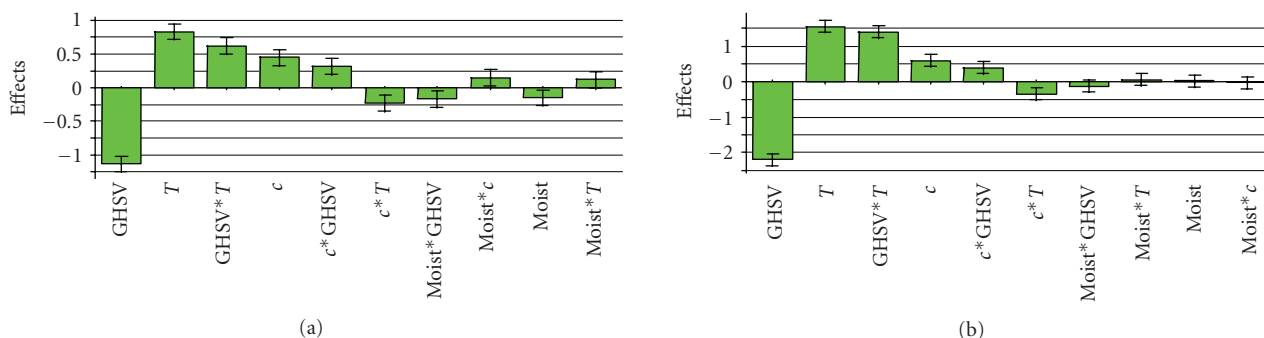 Effects
1
0.5
0
−0.5
−1
GHSV
T
GHSV* T
c
c* GHSV
c* T
Moist* GHSV
Moist* c
Moist
Moist* T
(a)
Effects
1
0
−1
−2
GHSV
T
GHSV* T
c
c* GHSV
c* T
Moist* GHSV
Moist* T
Moist
Moist* c
(b)